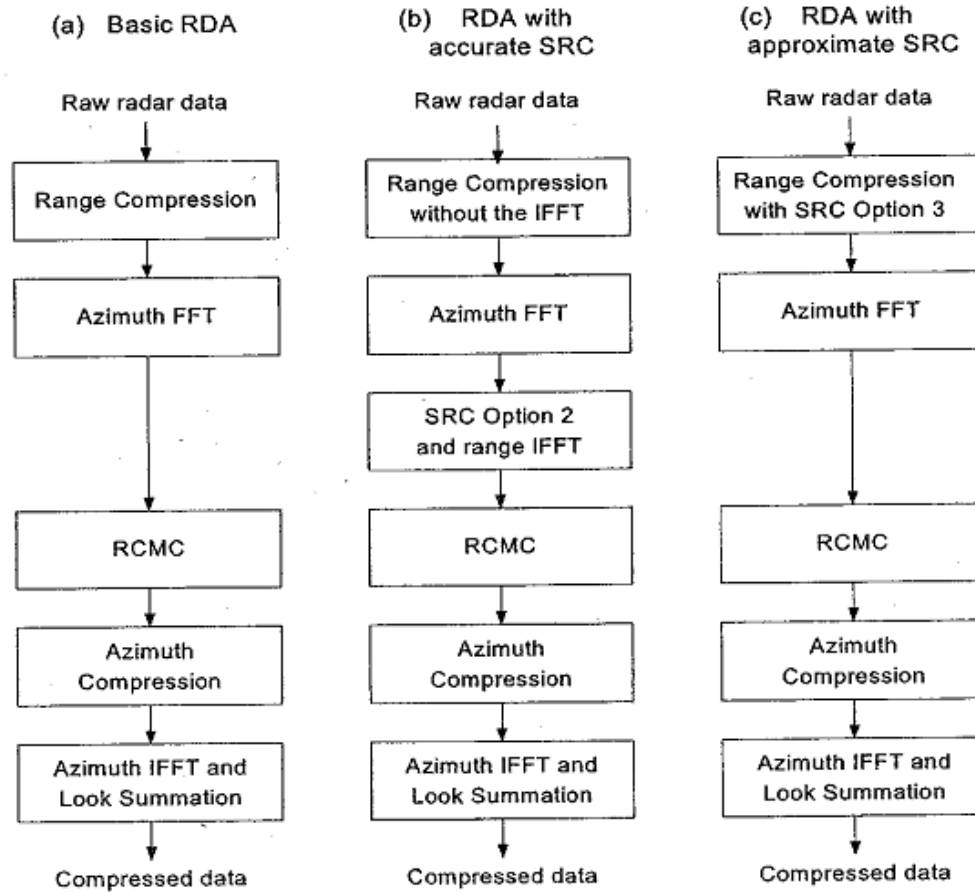 (a) Basic RDA
Raw radar data
Range Compression
Azimuth FFT
RCMC
Azimuth
Compression
Azimuth IFFT and
Look Summation
Compressed data
(b) RDA with
accurate SRC
Raw radar data
Range Compression
without the IFFT
Azimuth FFT
SRC Option 2
and range IFFT
RCMC
Azimuth
Compression
Azimuth IFFT and
Look Summation
Compressed data
(c) RDA with
approximate SRC
Raw radar data
Range Compression
with SRC Option 3
Azimuth FFT
RCMC
Azimuth
Compression
Azimuth IFFT and
Look Summation
Compressed data